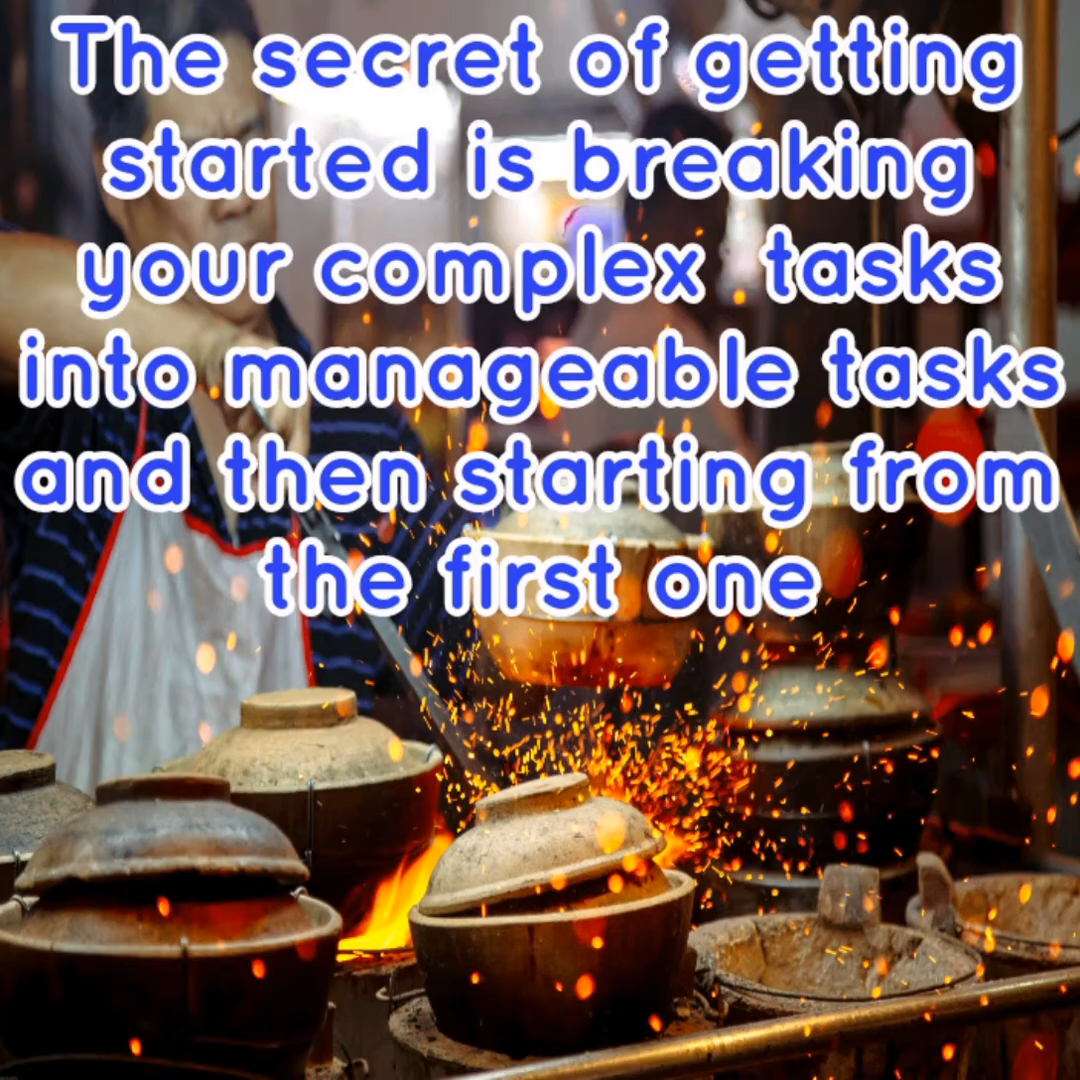 The secret of getting
started is breaking
your complex  tasks
into manageable tasks
and then starting from
the first one